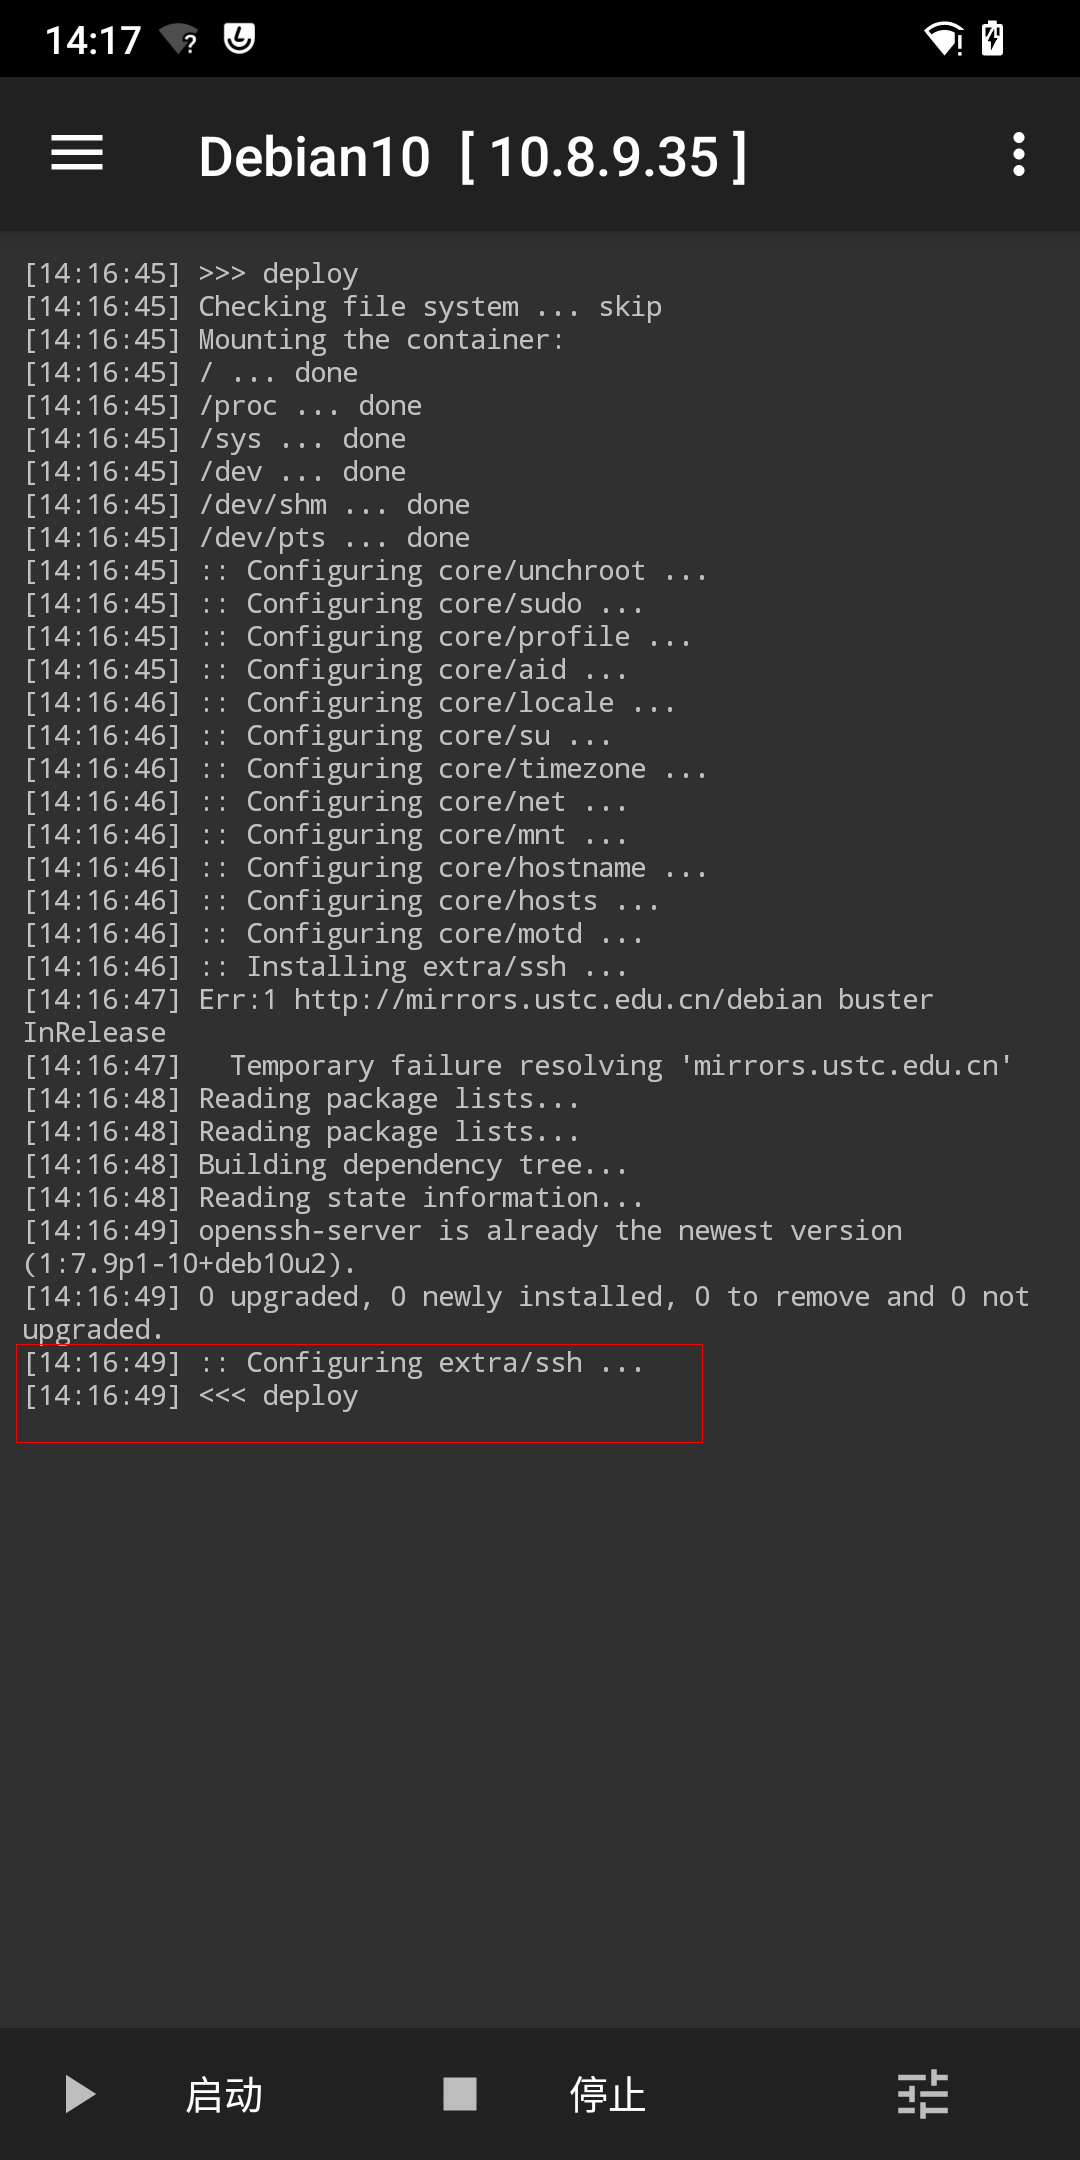 14:17
Debian10 [ 10.8.9.35 ]
[14:16:45] >>> deploy
[14:16:45] Checking file system ... skip
[14:16:45] Mounting the container:
[14:16:45] / ... done
[14:16:45] /proc ... done
[14:16:45] /sys ... done
[14:16:45] /dev ... done
[14:16:45] /dev/shm ... done
[14:16:45] /dev/pts ... done
[14:16:45] :: Configuring core/unchroot ...
[14:16:45] :: Configuring core/sudo ...
[14:16:45] :: Configuring core/profile ...
[14:16:45] :: Configuring core/aid ...
[14:16:46] :: Configuring core/locale ...
[14:16:46] :: Configuring core/su ...
[14:16:46] :: Configuring core/timezone ...
[14:16:46] :: Configuring core/net ...
[14:16:46] :: Configuring core/mnt ...
[14:16:46] :: Configuring core/hostname ...
[14:16:46] :: Configuring core/hosts ...
[14:16:46] :: Configuring core/motd ...
[14:16:46] :: Installing extra/ssh ...
[14:16:47] Err:1 http://mirrors.ustc.edu.cn/debian buster
InRelease
[14:16:47]   Temporary failure resolving 'mirrors.ustc.edu.cn'
[14:16:48] Reading package lists...
[14:16:48] Reading package lists...
[14:16:48] Building dependency tree...
[14:16:48] Reading state information...
[14:16:49] openssh-server is already the newest version
(1:7.9p1-10+deb10u2).
[14:16:49] 0 upgraded, 0 newly installed, 0 to remove and 0 not
upgraded.
[14:16:49] :: Configuring extra/ssh ...
[14:16:49] <<< deploy
启动
停止